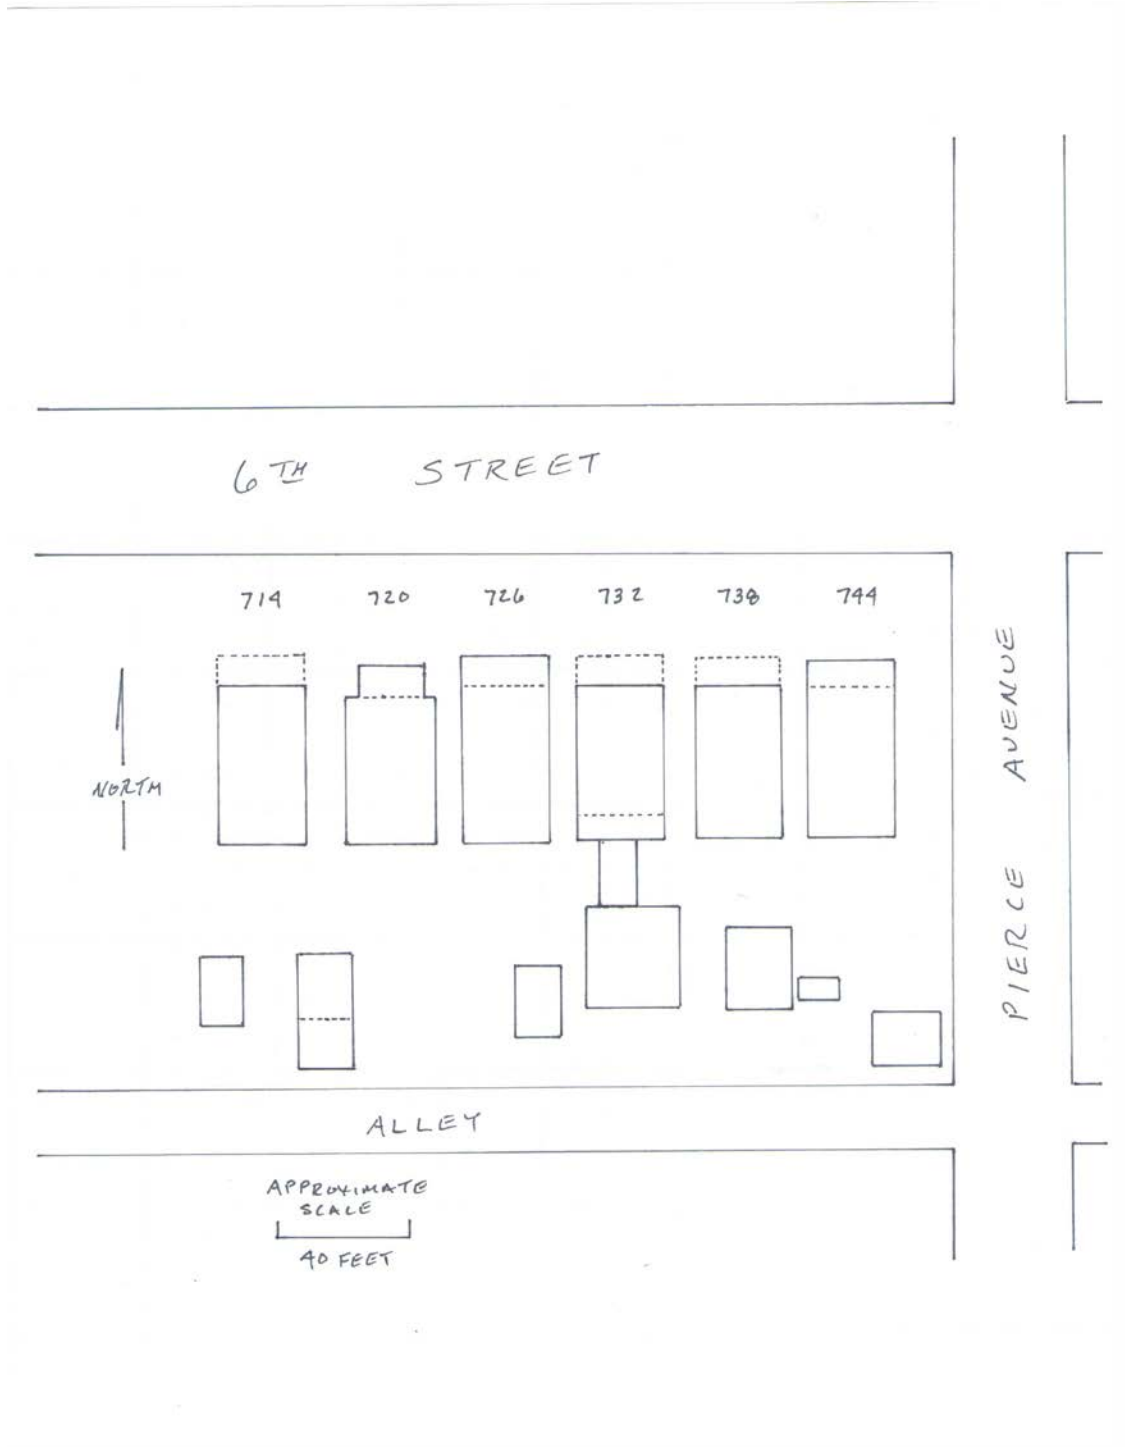 6TH STREET
714 720 726 732 738 744
NORTH
PIERCE AVENUE
ALLEY
APPROXIMATE
SCALE
40 FEET